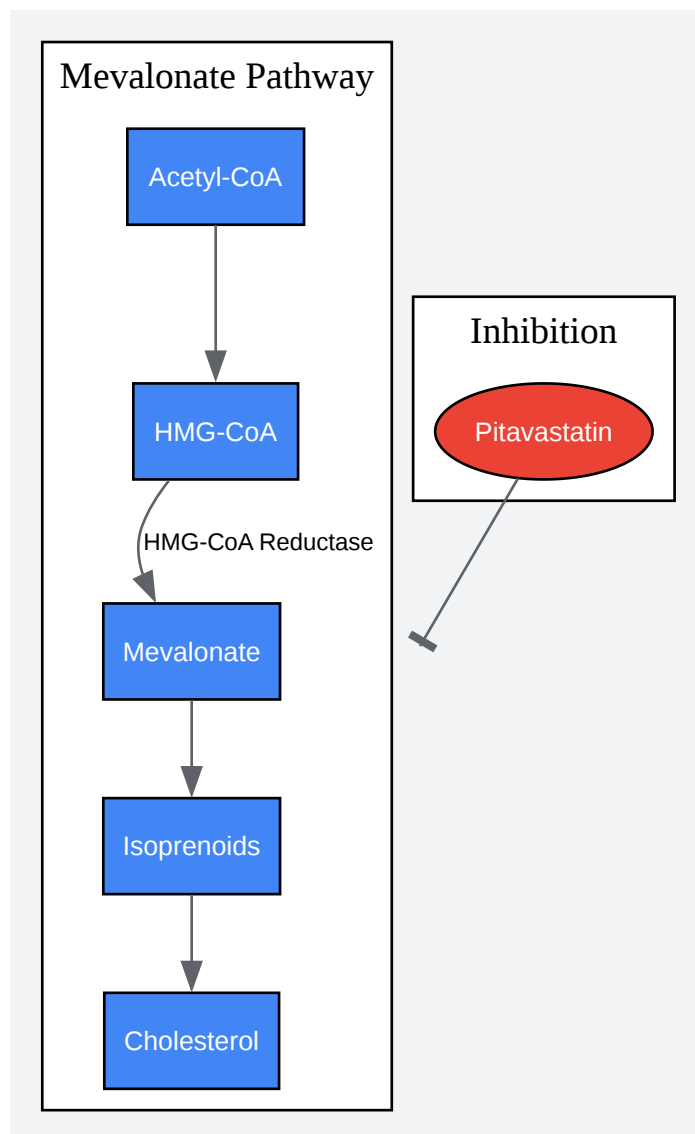 Mevalonate Pathway
Acetyl-CoA
Inhibition
HMG-CoA
Pitavastatin
HMG-CoA Reductase
Mevalonate
Isoprenoids
Cholesterol